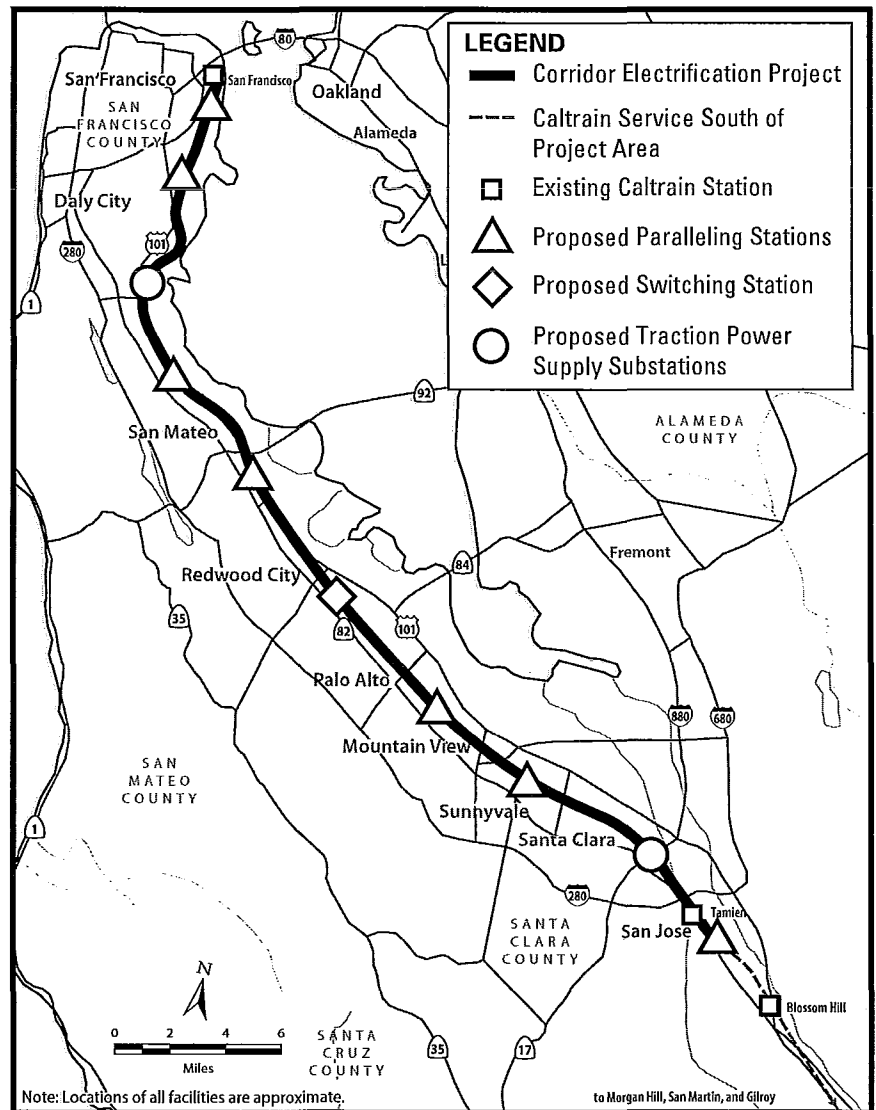 LEGEND
Corridor Electrification Project
Caltrain Service South of
Project Area
Existing Caltrain Station
Proposed Paralleling Stations
Proposed Switching Station
Proposed Traction Power
Supply Substations
80
San Francisco
San Francisco
Oakland
SAN
FRANCISCO
COUNTY
Alameda
Daly City
101
280
1
92
San Mateo
ALAMEDA
COUNTY
Fremont
84
Redwood City
35
82
101
Palo Alto
880
680
Mountain View
SAN
MATEO
COUNTY
Sunnyvale
1
Santa Clara
280
Tamien
San Jose
SANTA
CLARA
COUNTY
N
Blossom Hill
0 2 4 6
Miles
SANTA
CRUZ
COUNTY
35
17
Note: Locations of all facilities are approximate.
to Morgan Hill, San Martin, and Gilroy